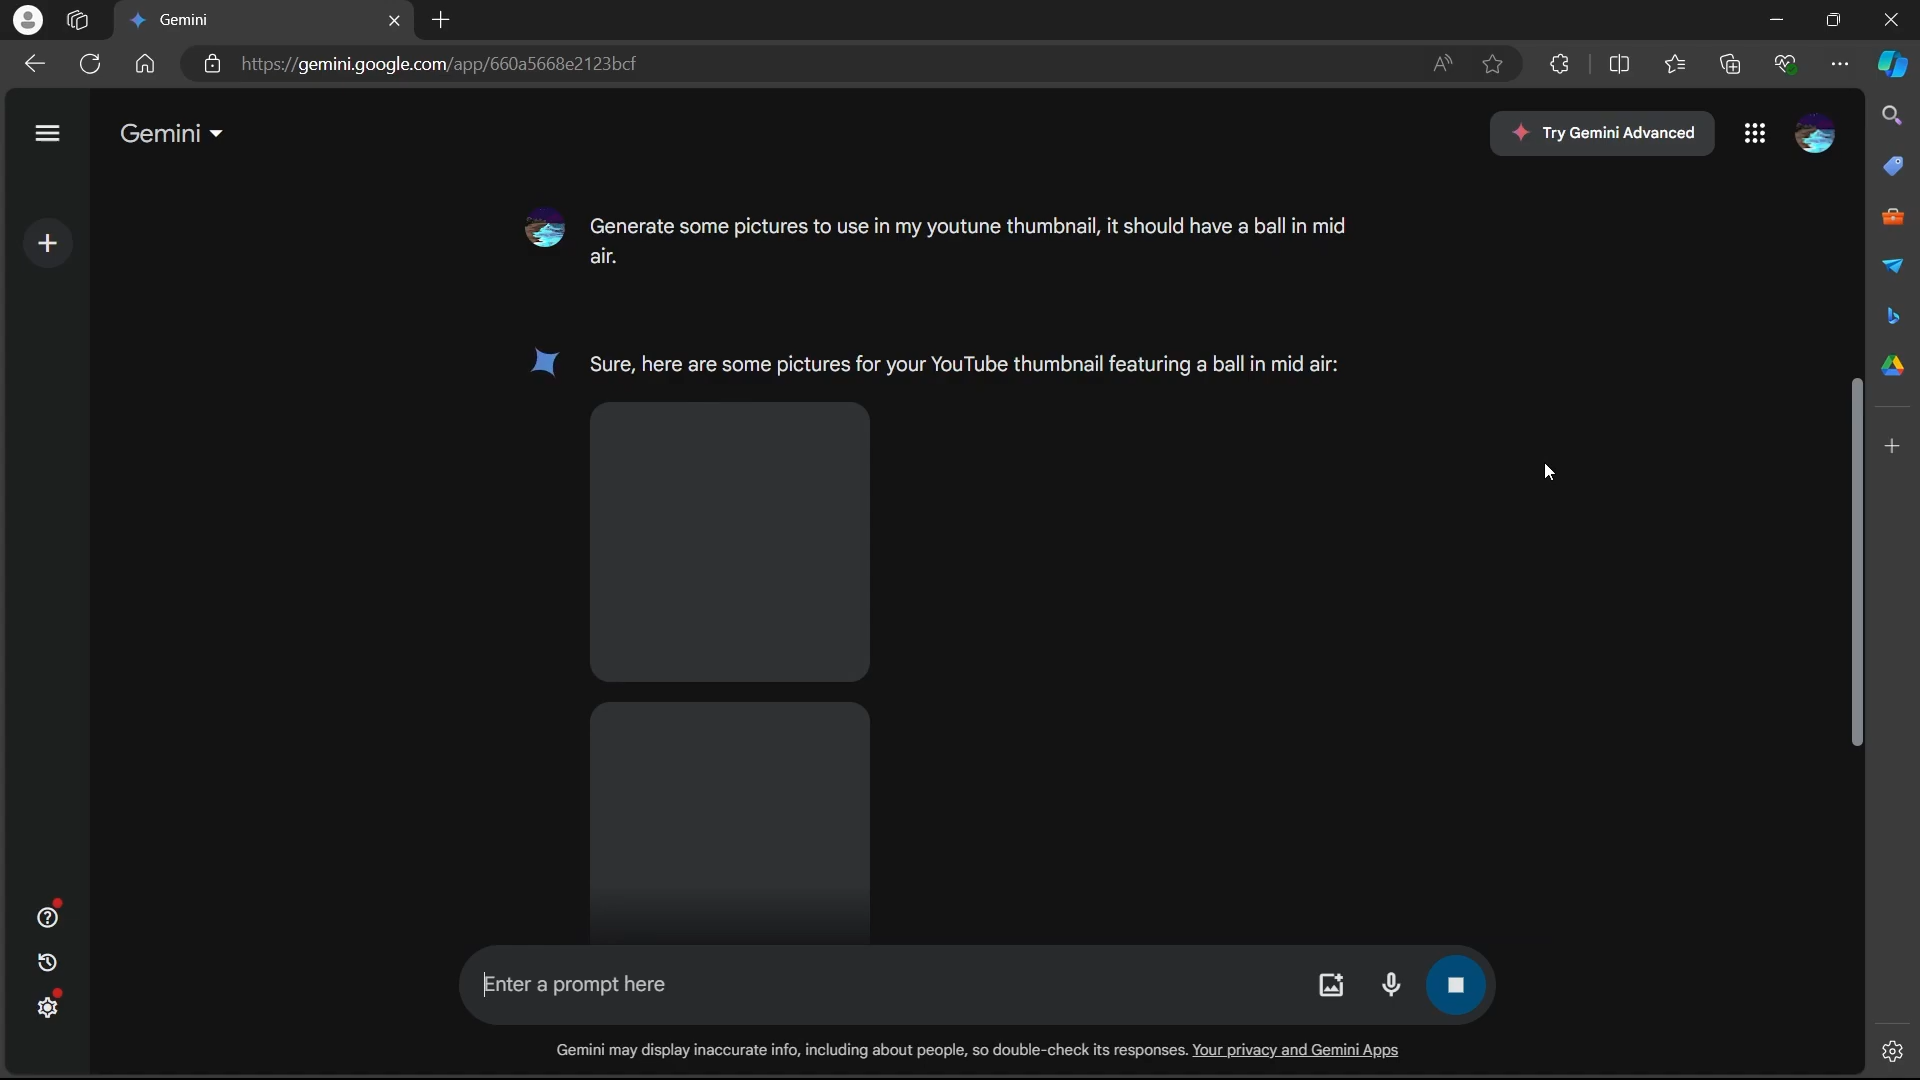 Gemini
https://gemini.google.com/app/660a5668e2123bcf
Gemini
Try Gemini Advanced
Generate some pictures to use in my youtune thumbnail, it should have a ball in mid
air.
Sure, here are some pictures for your YouTube thumbnail featuring a ball in mid air:
Enter a prompt here
Gemini may display inaccurate info, including about people, so double-check its responses. Your privacy and Gemini Apps